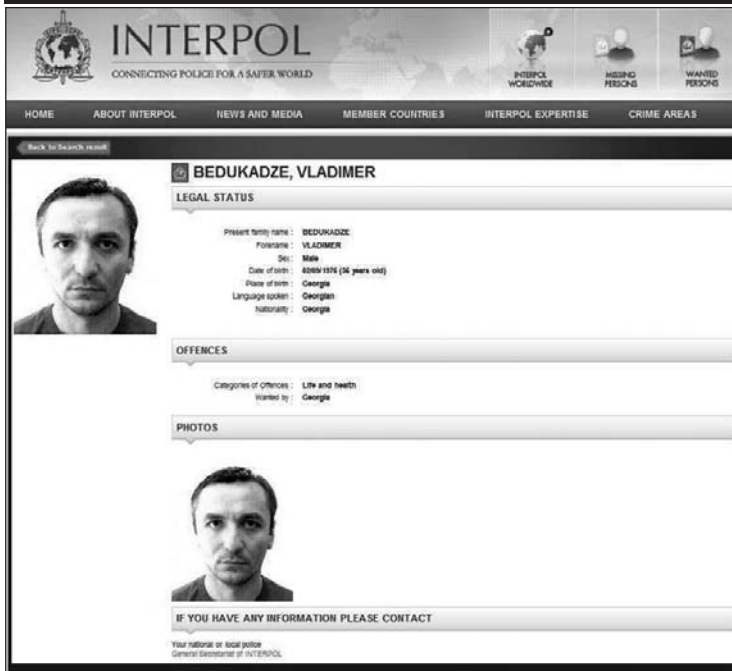 INTERPOL
CONNECTING POLICE FOR A SAFER WORLD
INTERPOL WORLDWIDE
MISSING PERSONS
WANTED PERSONS
HOME ABOUT INTERPOL NEWS AND MEDIA MEMBER COUNTRIES INTERPOL EXPERTISE CRIME AREAS
Back to Search result
BEDUKADZE, VLADIMER
LEGAL STATUS
Present family name : BEDUKADZE
Forename : VLADIMER
Sex : Male
Date of birth : 02/09/1976 (36 years old)
Place of birth : Georgia
Language spoken : Georgian
Nationality : Georgia
OFFENCES
Categories of Offences : Life and health
Wanted by : Georgia
PHOTOS
IF YOU HAVE ANY INFORMATION PLEASE CONTACT
Your national or local police
General Secretariat of INTERPOL